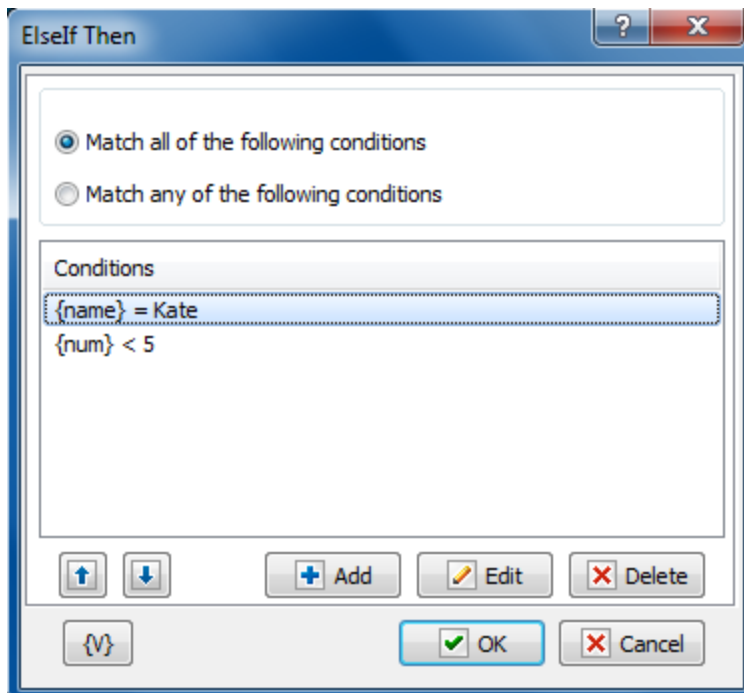 ElseIf Then
?
Match all of the following conditions
Match any of the following conditions
Conditions
{name} = Kate
{num} < 5
Add Edit Delete
{V} OK Cancel